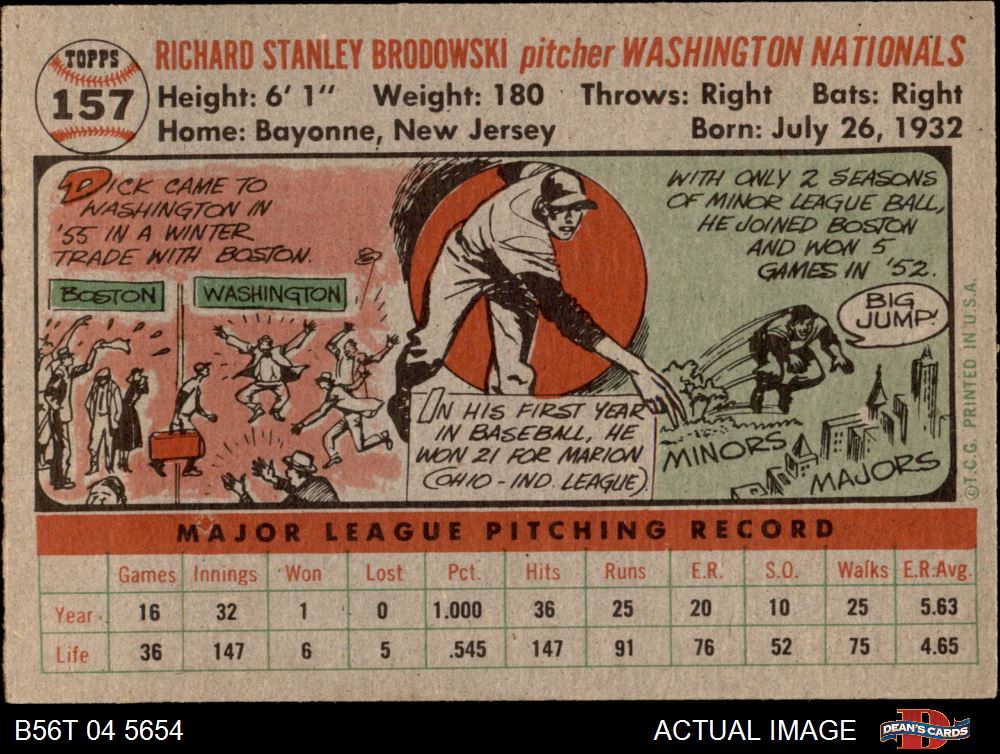 TOPPS
157
RICHARD STANLEY BRODOWSKI pitcher WASHINGTON NATIONALS
Height: 6' 1" Weight: 180 Throws: Right Bats: Right
Home: Bayonne, New Jersey Born: July 26, 1932
DICK CAME TO
WASHINGTON IN
'55 IN A WINTER
TRADE WITH BOSTON.
BOSTON
WASHINGTON
IN HIS FIRST YEAR
IN BASEBALL, HE
WON 21 FOR MARION
(OHIO - IND. LEAGUE).
WITH ONLY 2 SEASONS
OF MINOR LEAGUE BALL,
HE JOINED BOSTON
AND WON 5
GAMES IN '52.
BIG
JUMP!
MINORS
MAJORS
©T.C.G. PRINTED IN U.S.A.
MAJOR LEAGUE PITCHING RECORD
Games Innings Won Lost Pct. Hits Runs E.R. S.O. Walks E.R.Avg.
Year 16 32 1 0 1.000 36 25 20 10 25 5.63
Life 36 147 6 5 .545 147 91 76 52 75 4.65
B56T 04 5654 ACTUAL IMAGE DEAN'S CARDS